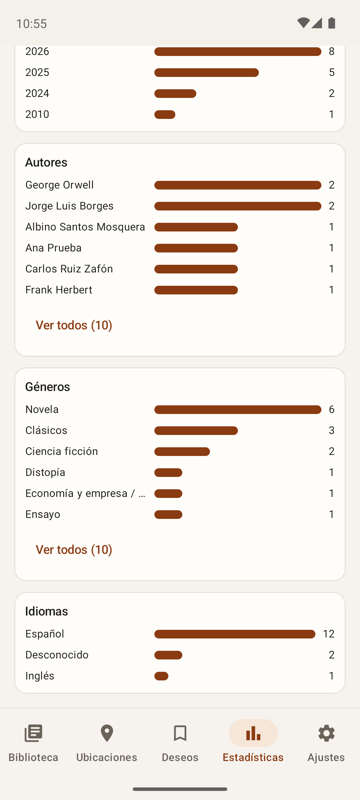 10:55
2026 8
2025 5
2024 2
2010 1
Autores
George Orwell 2
Jorge Luis Borges 2
Albino Santos Mosquera 1
Ana Prueba 1
Carlos Ruiz Zafón 1
Frank Herbert 1
Ver todos (10)
Géneros
Novela 6
Clásicos 3
Ciencia ficción 2
Distopía 1
Economía y empresa / ... 1
Ensayo 1
Ver todos (10)
Idiomas
Español 12
Desconocido 2
Inglés 1
Biblioteca Ubicaciones Deseos Estadísticas Ajustes